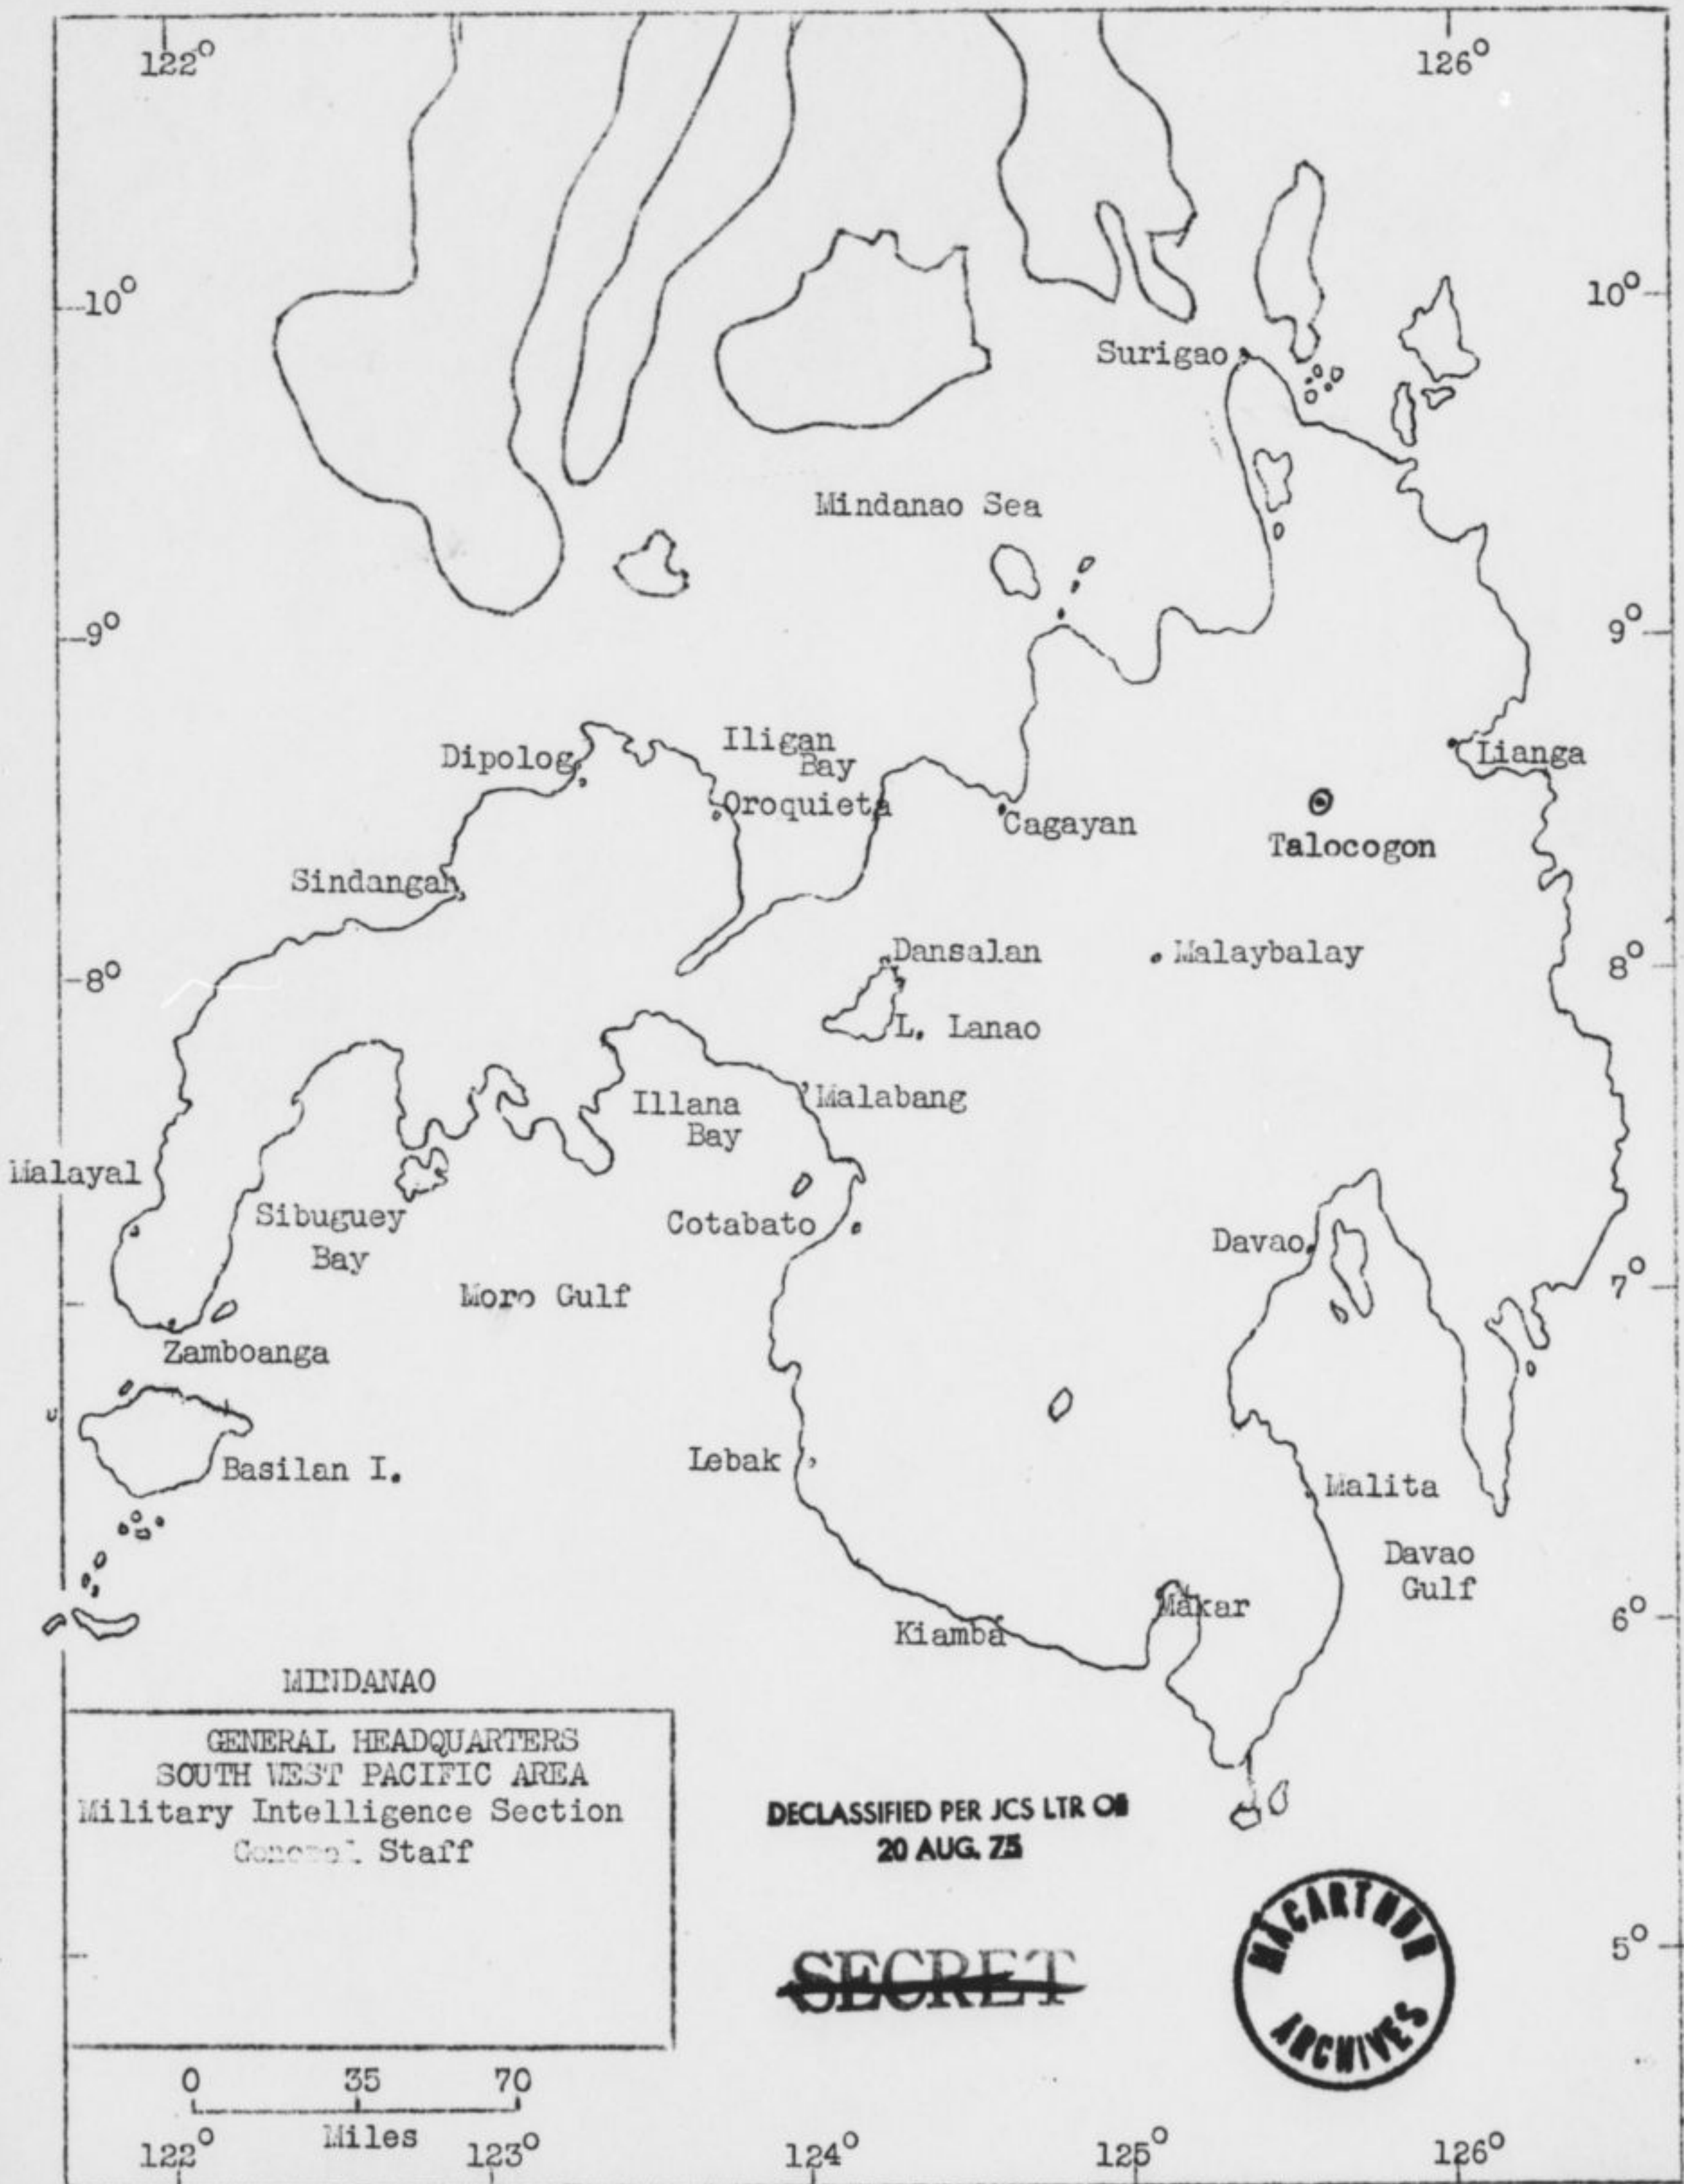 122°
126°
10°
10°
Surigao
Mindanao Sea
9°
9°
Iligan
Bay
Dipolog
Lianga
Oroquieta
Cagayan
Talocogon
Sindangan
Dansalan
Malaybalay
8°
8°
L. Lanao
Malabang
Illana
Bay
Malayal
Sibuguey
Bay
Cotabato
Davao
7°
Moro Gulf
Zamboanga
Lebak
Basilan I.
Malita
Davao
Gulf
Makar
6°
Kiamba
MINDANAO
GENERAL HEADQUARTERS
SOUTH WEST PACIFIC AREA
Military Intelligence Section
General Staff
DECLASSIFIED PER JCS LTR OF
20 AUG. 75
SECRET
MACARTHUR
ARCHIVES
5°
0 35 70
Miles
122° 123° 124° 125° 126°